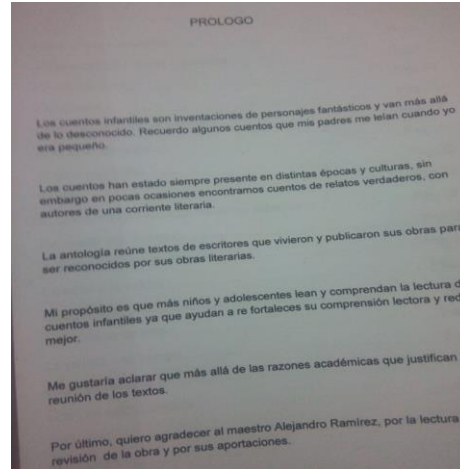 PROLOGO
Los cuentos infantiles son inventaciones de personajes fantásticos y van más allá
de lo desconocido. Recuerdo algunos cuentos que mis padres me leían cuando yo
era pequeño.
Los cuentos han estado siempre presente en distintas épocas y culturas, sin
embargo en pocas ocasiones encontramos cuentos de relatos verdaderos, con
autores de una corriente literaria.
La antología reúne textos de escritores que vivieron y publicaron sus obras para
ser reconocidos por sus obras literarias.
Mi propósito es que más niños y adolescentes lean y comprendan la lectura d
cuentos infantiles ya que ayudan a re fortaleces su comprensión lectora y red
mejor.
Me gustaría aclarar que más allá de las razones académicas que justifican
reunión de los textos.
Por último, quiero agradecer al maestro Alejandro Ramírez, por la lectura
revisión de la obra y por sus aportaciones.